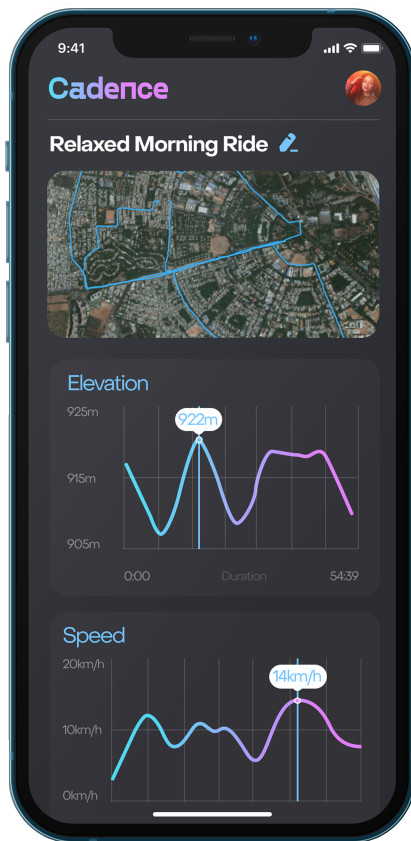 9:41
Cadence
Relaxed Morning Ride
Elevation
925m
922m
915m
905m
0:00 Duration 54:39
Speed
20km/h
14km/h
10km/h
0km/h